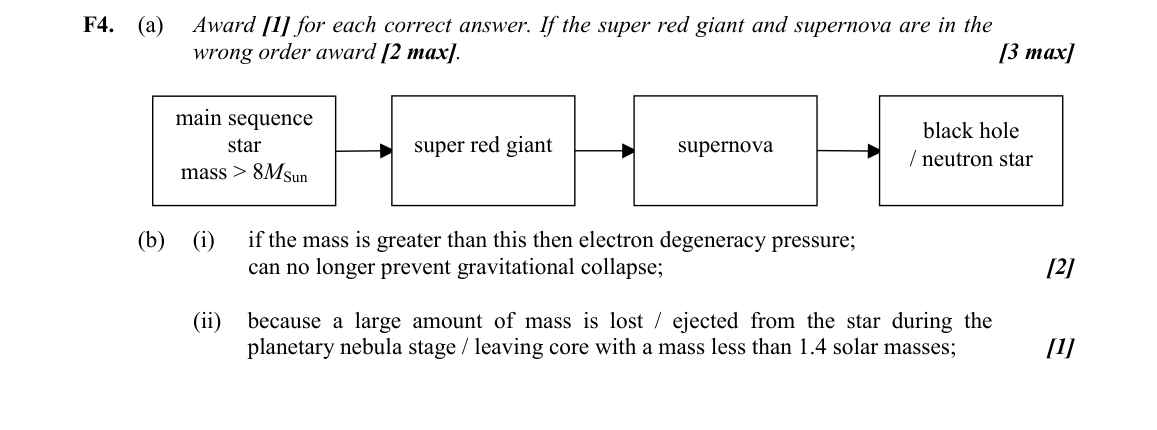 F4. (a) Award [1] for each correct answer. If the super red giant and supernova are in the
wrong order award [2 max]. [3 max]
main sequence
star
mass > 8MSun
super red giant
supernova
black hole
/ neutron star
(b) (i) if the mass is greater than this then electron degeneracy pressure;
can no longer prevent gravitational collapse; [2]
(ii) because a large amount of mass is lost / ejected from the star during the
planetary nebula stage / leaving core with a mass less than 1.4 solar masses; [1]